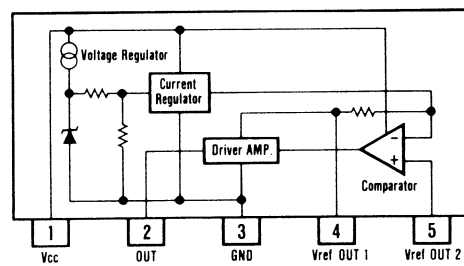 Voltage Regulator
Current
Regulator
Driver AMP.
−
+
Comparator
1
2
3
4
5
Vcc
OUT
GND
Vref OUT 1
Vref OUT 2